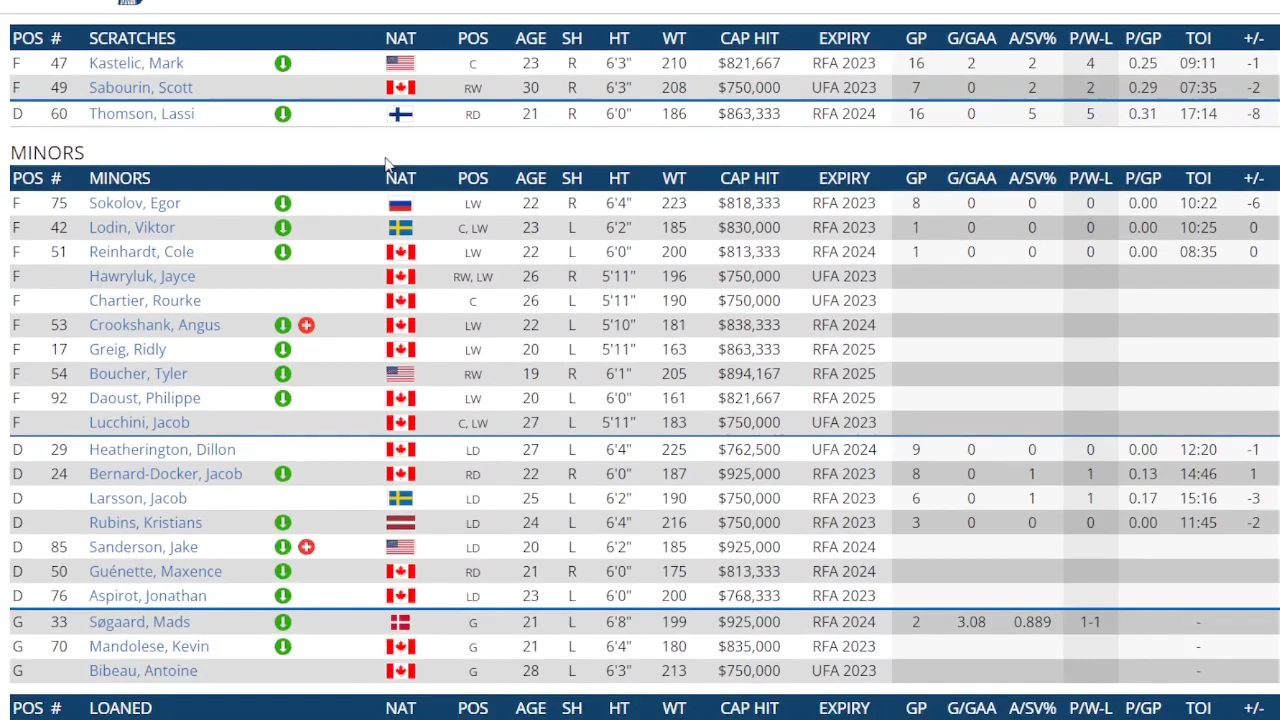 POS # SCRATCHES NAT POS AGE SH HT WT CAP HIT EXPIRY GP G/GAA A/SV% P/W-L P/GP TOI +/-
F 47 Kastelic, Mark C 23 R 6'3" 210 $821,667 RFA 2023 16 2 2 0.25 09:11 -1
F 49 Sabourin, Scott RW 30 R 6'3" 208 $750,000 UFA 2023 7 0 2 2 0.29 07:35 -2
D 60 Thomson, Lassi RD 21 R 6'0" 186 $863,333 RFA 2024 16 0 5 5 0.31 17:14 -8
MINORS
POS # MINORS NAT POS AGE SH HT WT CAP HIT EXPIRY GP G/GAA A/SV% P/W-L P/GP TOI +/-
F 75 Sokolov, Egor LW 22 R 6'4" 223 $818,333 RFA 2023 8 0 0 0 0.00 10:22 -6
F 42 Lodin, Viktor C, LW 23 L 6'2" 185 $830,000 RFA 2023 1 0 0 0 0.00 10:25 0
F 51 Reinhardt, Cole LW 22 L 6'0" 200 $813,333 RFA 2024 1 0 0 0 0.00 08:35 0
F Hawryluk, Jayce RW, LW 26 R 5'11" 196 $750,000 UFA 2023
F Chartier, Rourke C 26 L 5'11" 190 $750,000 UFA 2023
F 53 Crookshank, Angus LW 22 L 5'10" 181 $838,333 RFA 2024
F 17 Greig, Ridly LW 20 L 5'11" 163 $863,333 RFA 2025
F 54 Boucher, Tyler RW 19 R 6'1" 205 $894,167 RFA 2025
F 92 Daoust, Philippe LW 20 L 6'0" 161 $821,667 RFA 2025
F Lucchini, Jacob C, LW 27 L 5'11" 183 $750,000 UFA 2023
D 29 Heatherington, Dillon LD 27 L 6'4" 225 $762,500 UFA 2024 9 0 0 0 0.00 12:20 -1
D 24 Bernard-Docker, Jacob RD 22 R 6'0" 187 $925,000 RFA 2023 8 0 1 1 0.13 14:46 1
D Larsson, Jacob LD 25 L 6'2" 190 $750,000 RFA 2023 6 0 1 1 0.17 15:16 -3
D Rubins, Kristians LD 24 L 6'4" 216 $750,000 RFA 2023 3 0 0 0 0.00 11:45 -2
D 85 Sanderson, Jake LD 20 L 6'2" 185 $925,000 RFA 2024
D 50 Guénette, Maxence RD 21 R 6'0" 175 $813,333 RFA 2024
D 76 Aspirot, Jonathan LD 23 L 6'0" 200 $768,333 RFA 2024
G 33 Søgaard, Mads G 21 L 6'8" 199 $925,000 RFA 2024 2 3.08 0.889 1-1 -
G 70 Mandolese, Kevin G 21 L 6'4" 180 $835,000 RFA 2023 -
G Bibeau, Antoine G 28 L 6'3" 213 $750,000 UFA 2023 -
POS # LOANED NAT POS AGE SH HT WT CAP HIT EXPIRY GP G/GAA A/SV% P/W-L P/GP TOI +/-